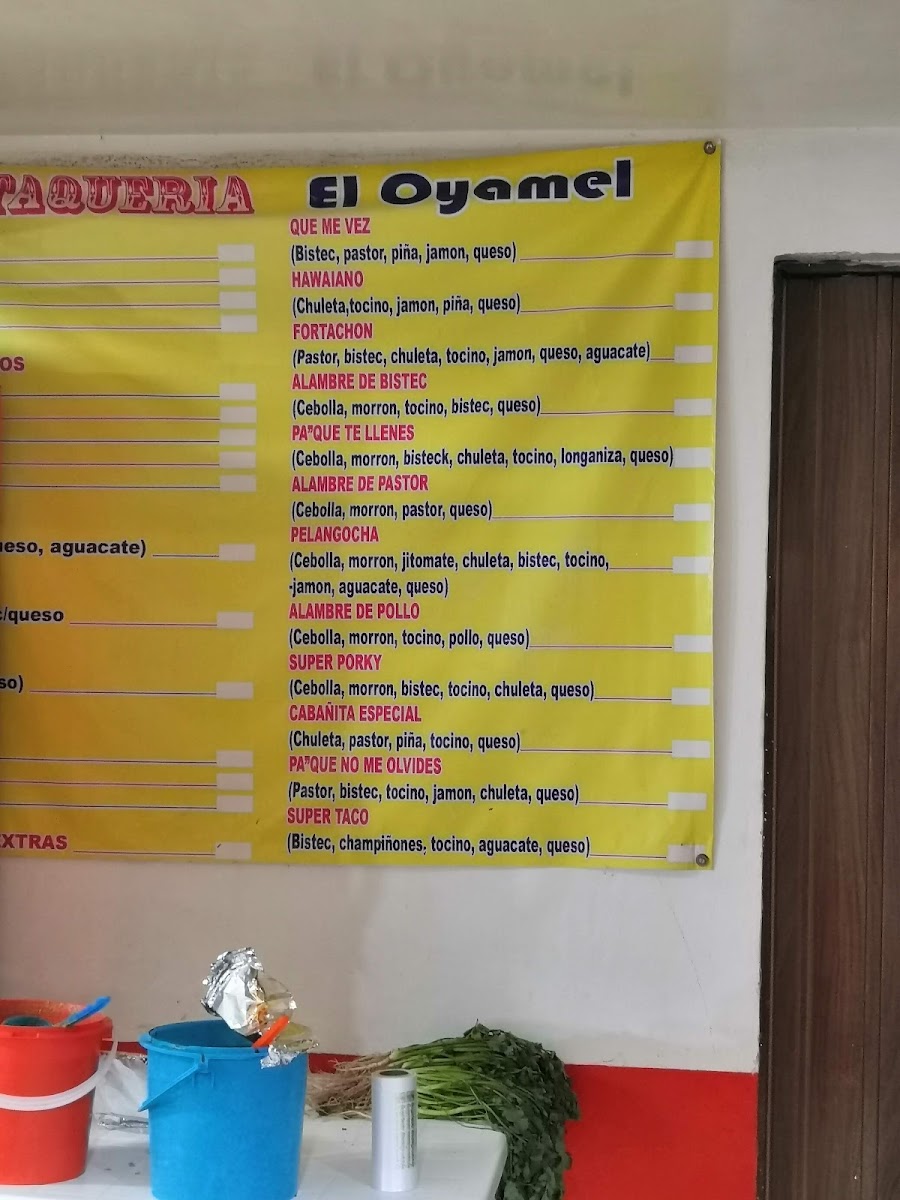 TAQUERIA
OS
eso, aguacate)
/queso
so)
EXTRAS
El Oyamel
QUE ME VEZ
(Bistec, pastor, piña, jamon, queso)
HAWAIANO
(Chuleta,tocino, jamon, piña, queso)
FORTACHON
(Pastor, bistec, chuleta, tocino, jamon, queso, aguacate)
ALAMBRE DE BISTEC
(Cebolla, morron, tocino, bistec, queso)
PA"QUE TE LLENES
(Cebolla, morron, bisteck, chuleta, tocino, longaniza, queso)
ALAMBRE DE PASTOR
(Cebolla, morron, pastor, queso)
PELANGOCHA
(Cebolla, morron, jitomate, chuleta, bistec, tocino,
-jamon, aguacate, queso)
ALAMBRE DE POLLO
(Cebolla, morron, tocino, pollo, queso)
SUPER PORKY
(Cebolla, morron, bistec, tocino, chuleta, queso)
CABAÑITA ESPECIAL
(Chuleta, pastor, piña, tocino, queso)
PA"QUE NO ME OLVIDES
(Pastor, bistec, tocino, jamon, chuleta, queso)
SUPER TACO
(Bistec, champiñones, tocino, aguacate, queso)